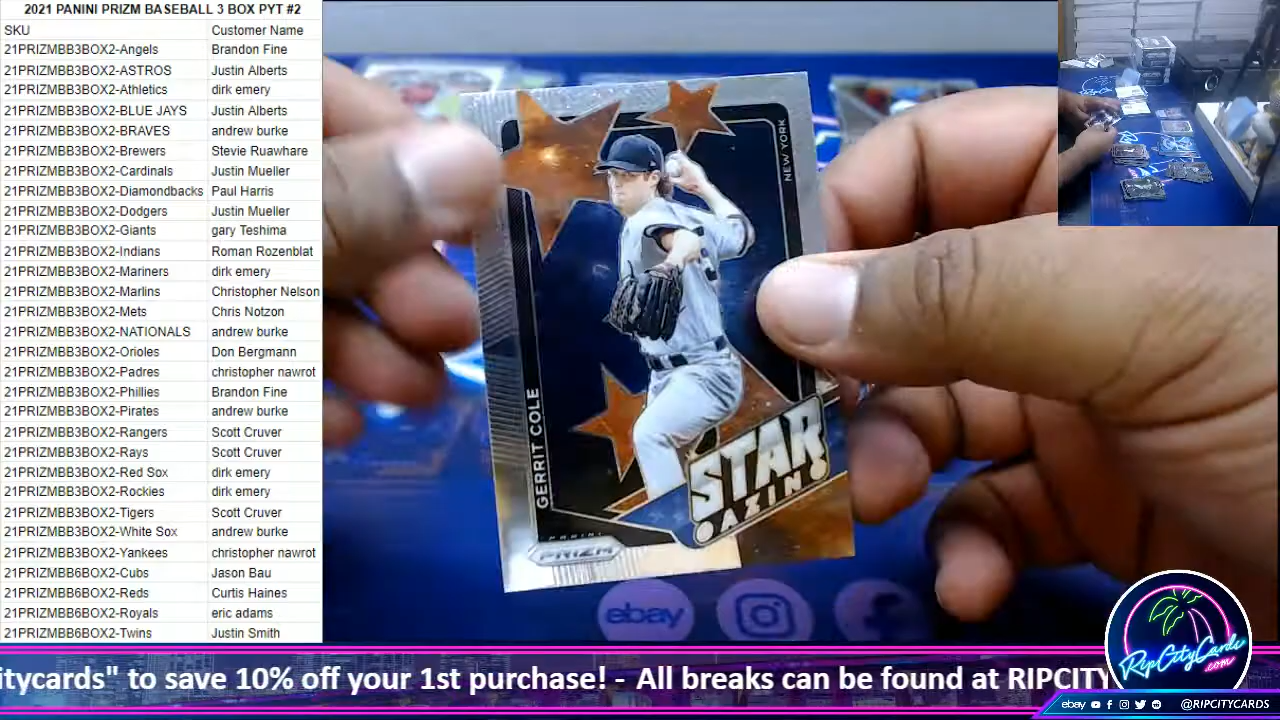 2021 PANINI PRIZM BASEBALL 3 BOX PYT #2
SKU Customer Name
21PRIZMBB3BOX2-Angels Brandon Fine
21PRIZMBB3BOX2-ASTROS Justin Alberts
21PRIZMBB3BOX2-Athletics dirk emery
21PRIZMBB3BOX2-BLUE JAYS Justin Alberts
21PRIZMBB3BOX2-BRAVES andrew burke
21PRIZMBB3BOX2-Brewers Stevie Ruawhare
21PRIZMBB3BOX2-Cardinals Justin Mueller
21PRIZMBB3BOX2-Diamondbacks Paul Harris
21PRIZMBB3BOX2-Dodgers Justin Mueller
21PRIZMBB3BOX2-Giants gary Teshima
21PRIZMBB3BOX2-Indians Roman Rozenblat
21PRIZMBB3BOX2-Mariners dirk emery
21PRIZMBB3BOX2-Marlins Christopher Nelson
21PRIZMBB3BOX2-Mets Chris Notzon
21PRIZMBB3BOX2-NATIONALS andrew burke
21PRIZMBB3BOX2-Orioles Don Bergmann
21PRIZMBB3BOX2-Padres christopher nawrot
21PRIZMBB3BOX2-Phillies Brandon Fine
21PRIZMBB3BOX2-Pirates andrew burke
21PRIZMBB3BOX2-Rangers Scott Cruver
21PRIZMBB3BOX2-Rays Scott Cruver
21PRIZMBB3BOX2-Red Sox dirk emery
21PRIZMBB3BOX2-Rockies dirk emery
21PRIZMBB3BOX2-Tigers Scott Cruver
21PRIZMBB3BOX2-White Sox andrew burke
21PRIZMBB3BOX2-Yankees christopher nawrot
21PRIZMBB6BOX2-Cubs Jason Bau
21PRIZMBB6BOX2-Reds Curtis Haines
21PRIZMBB6BOX2-Royals eric adams
21PRIZMBB6BOX2-Twins Justin Smith
NEW YORK
GERRIT COLE
STAR
GAZING
PANINI
PRIZM
ebay
RipCityCards
.com
itycards" to save 10% off your 1st purchase! - All breaks can be found at RIPCITY
ebay @RIPCITYCARDS